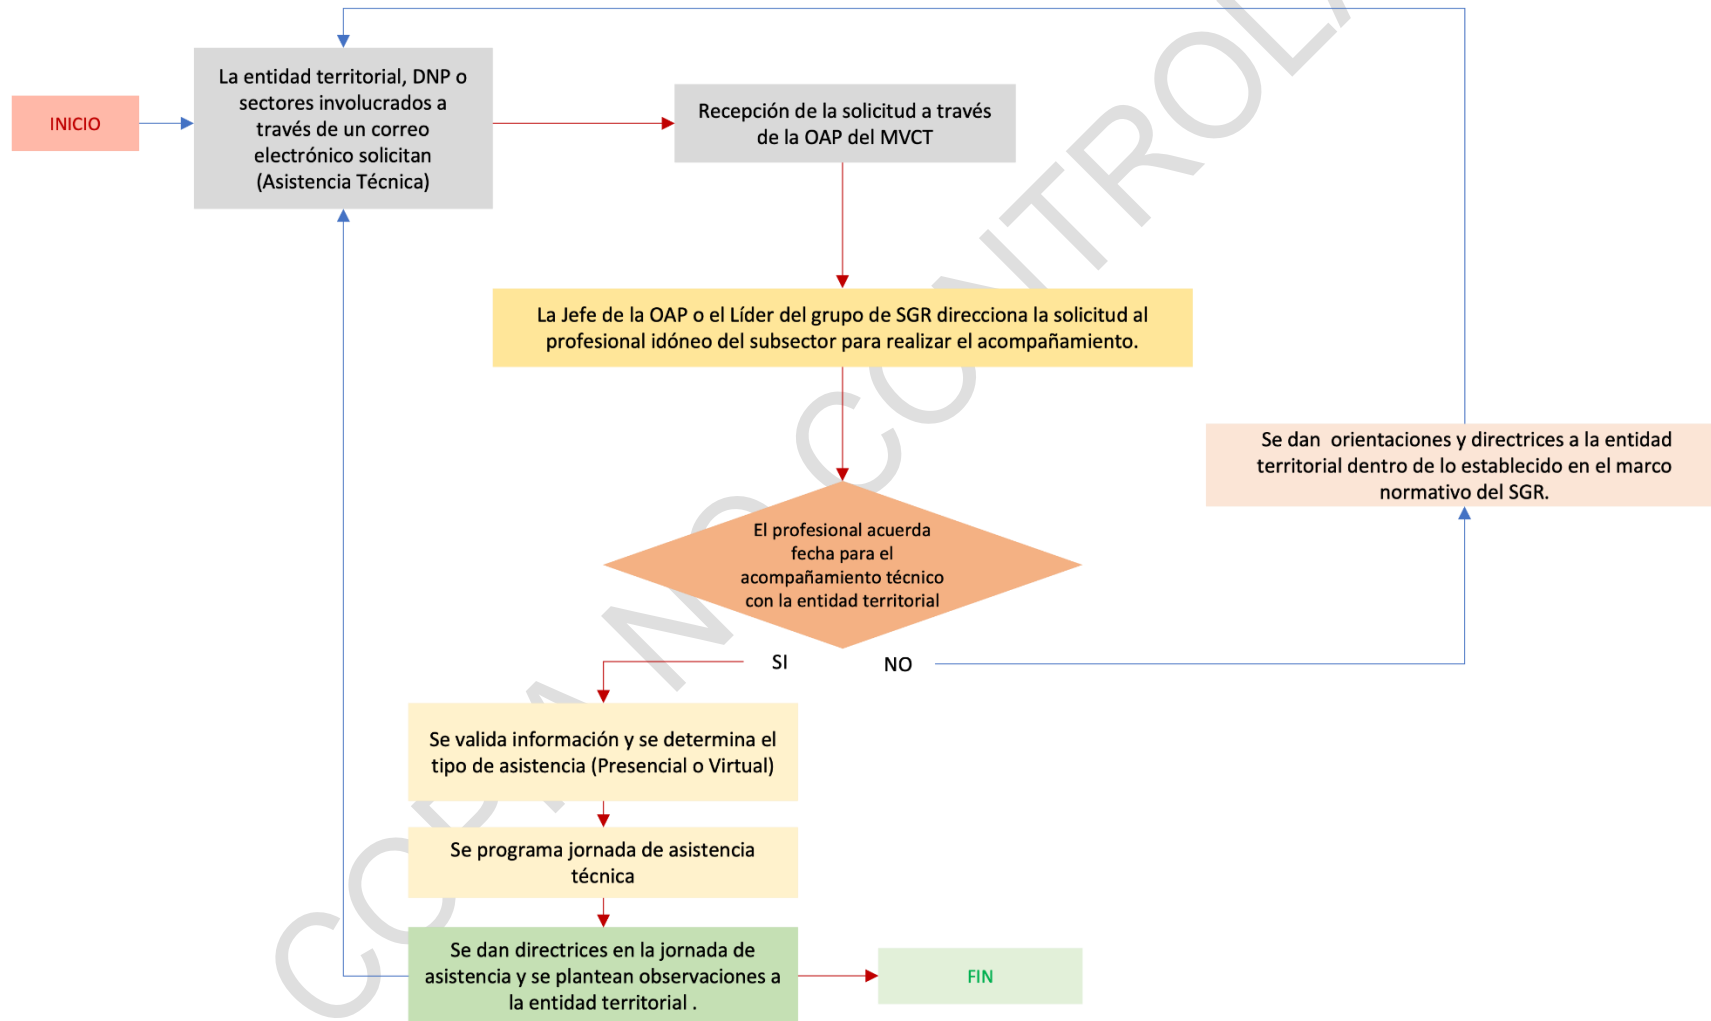 INICIO
La entidad territorial, DNP o
sectores involucrados a
través de un correo
electrónico solicitan
(Asistencia Técnica)
Recepción de la solicitud a través
de la OAP del MVCT
La Jefe de la OAP o el Líder del grupo de SGR direcciona la solicitud al
profesional idóneo del subsector para realizar el acompañamiento.
Se dan  orientaciones y directrices a la entidad
territorial dentro de lo establecido en el marco
normativo del SGR.
El profesional acuerda
fecha para el
acompañamiento técnico
con la entidad territorial
SI
NO
Se valida información y se determina el
tipo de asistencia (Presencial o Virtual)
Se programa jornada de asistencia
técnica
Se dan directrices en la jornada de
asistencia y se plantean observaciones a
la entidad territorial .
FIN